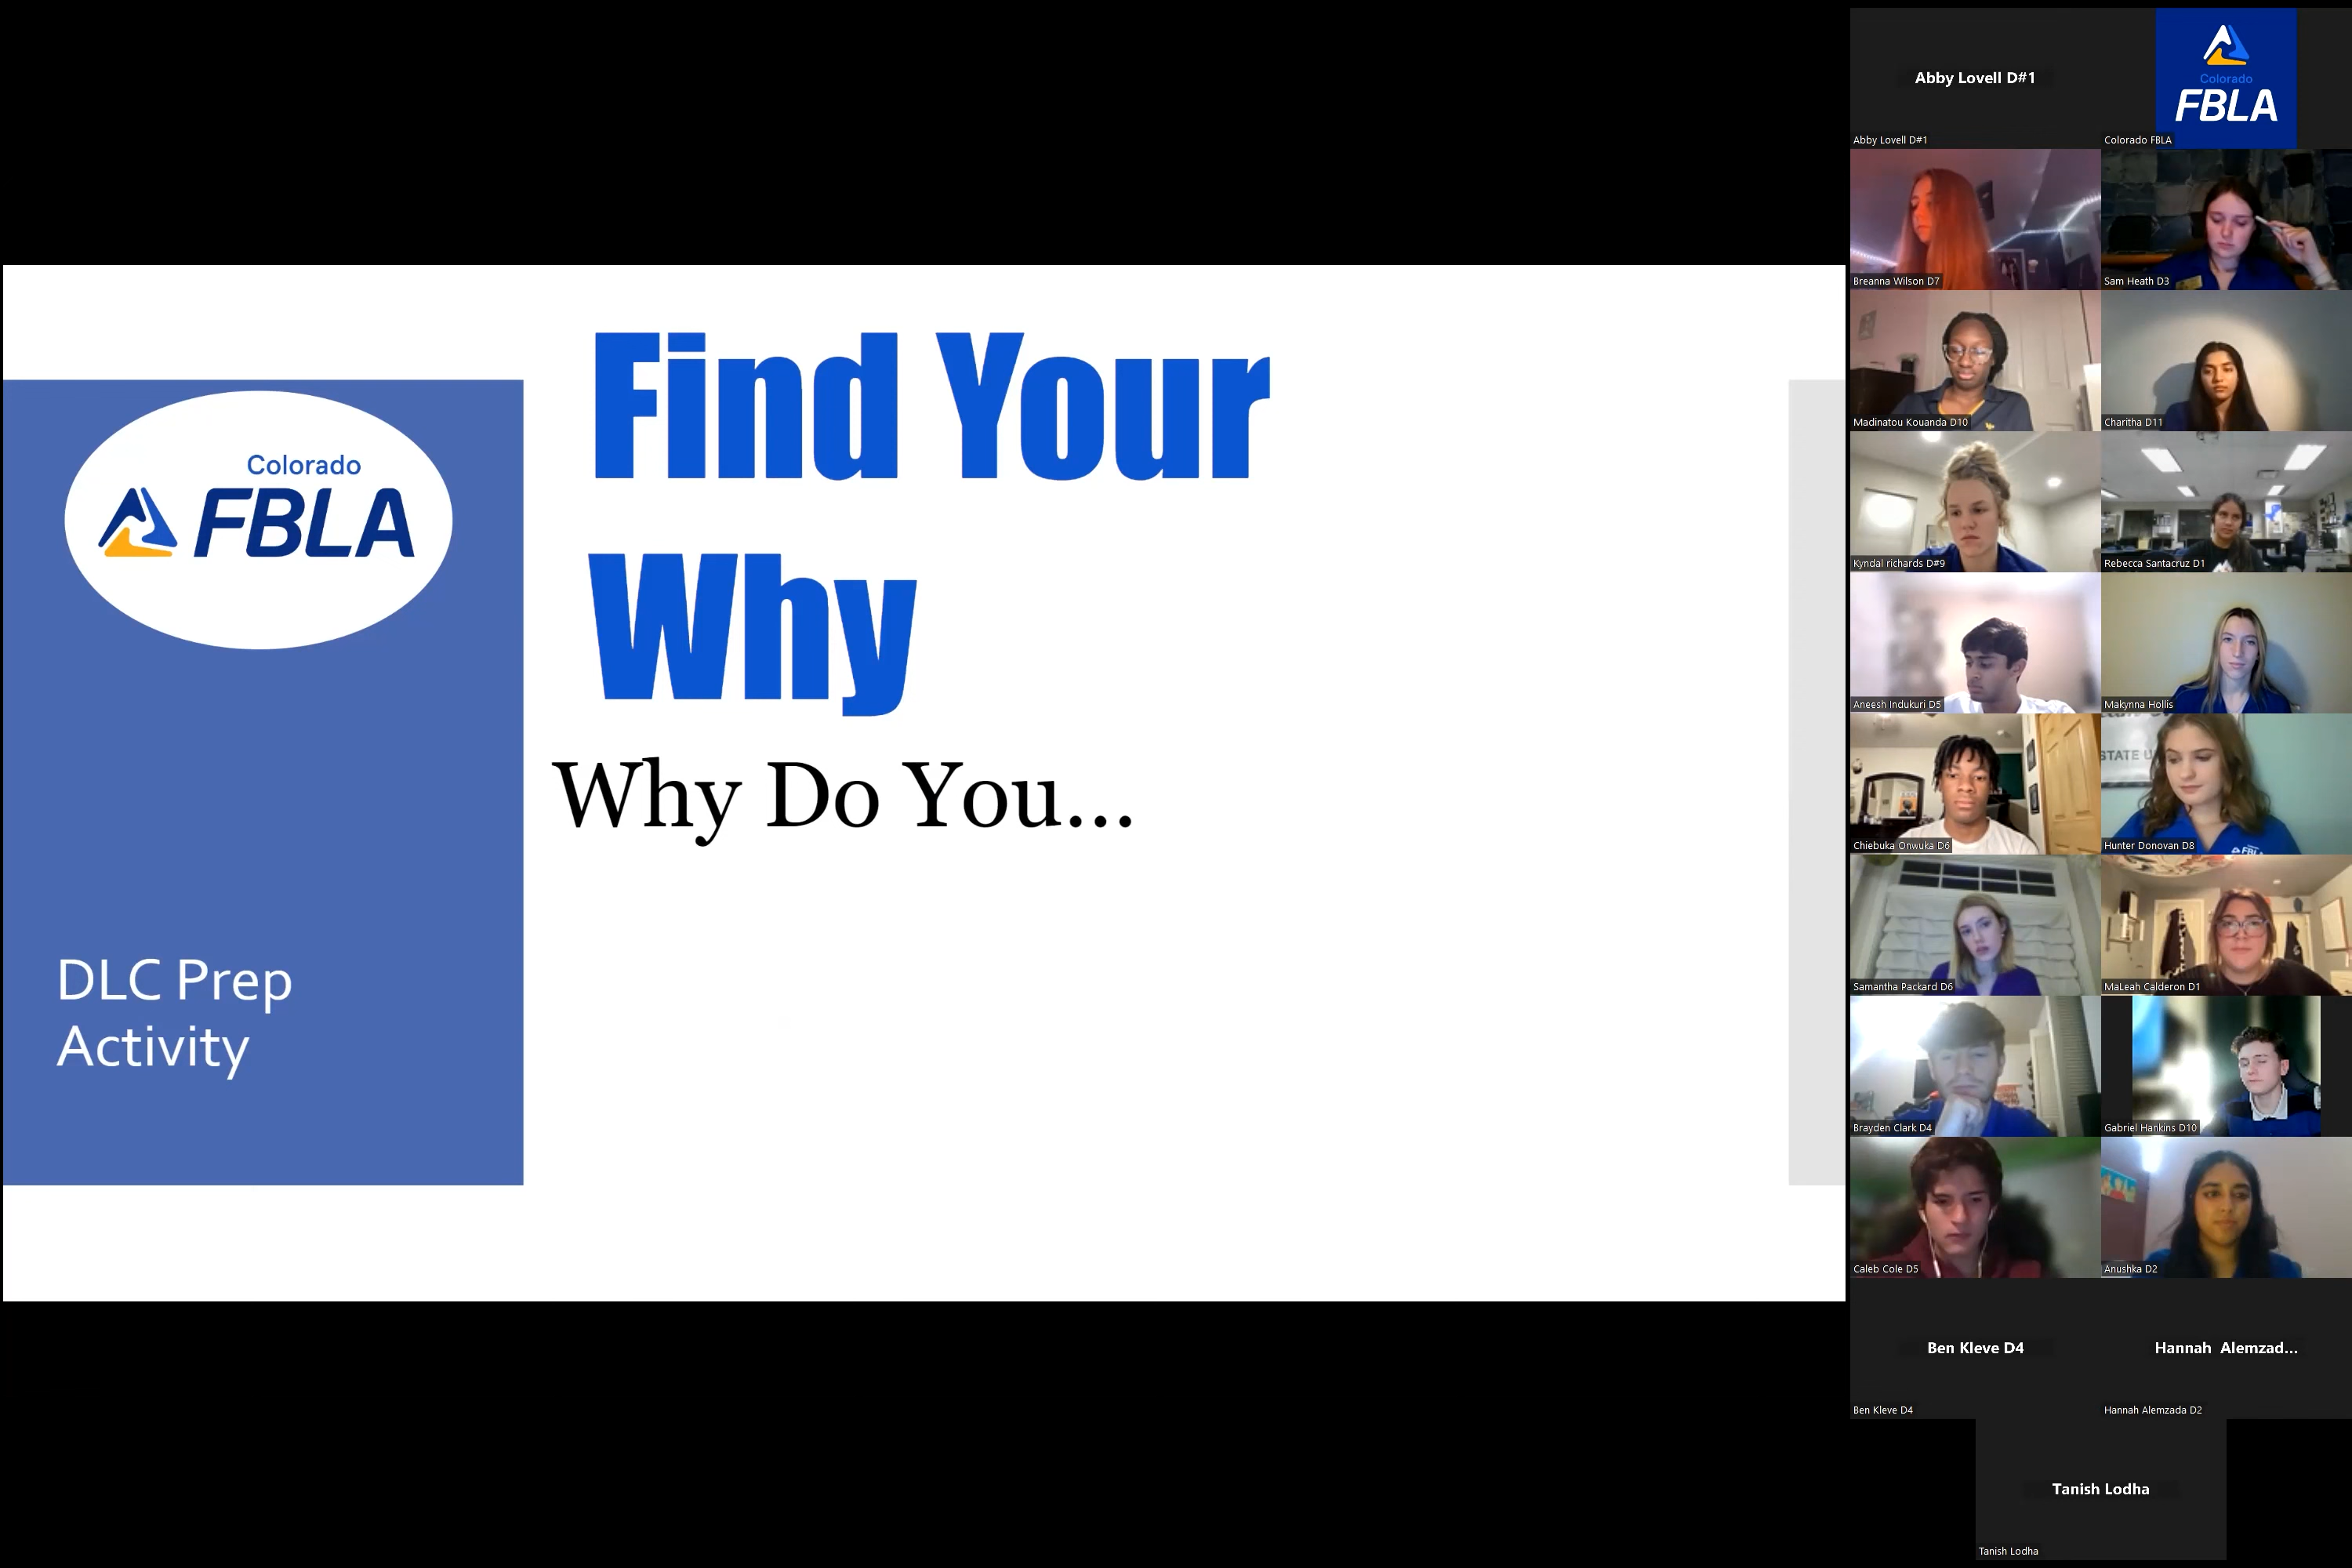 Colorado
FBLA
DLC Prep
Activity
Find Your
Why
Why Do You...
Abby Lovell D#1
Abby Lovell D#1
Colorado
FBLA
Colorado FBLA
Breanna Wilson D7
Sam Heath D3
Madinatou Kouanda D10
Charitha D11
Kyndal richards D#9
Rebecca Santacruz D1
Aneesh Indukuri D5
Makynna Hollis
STATE U
Chiebuka Onwuka D6
FBL
Hunter Donovan D8
Samantha Packard D6
MaLeah Calderon D1
Brayden Clark D4
Gabriel Hankins D10
Caleb Cole D5
Anushka D2
Ben Kleve D4
Ben Kleve D4
Hannah Alemzad...
Hannah Alemzada D2
Tanish Lodha
Tanish Lodha